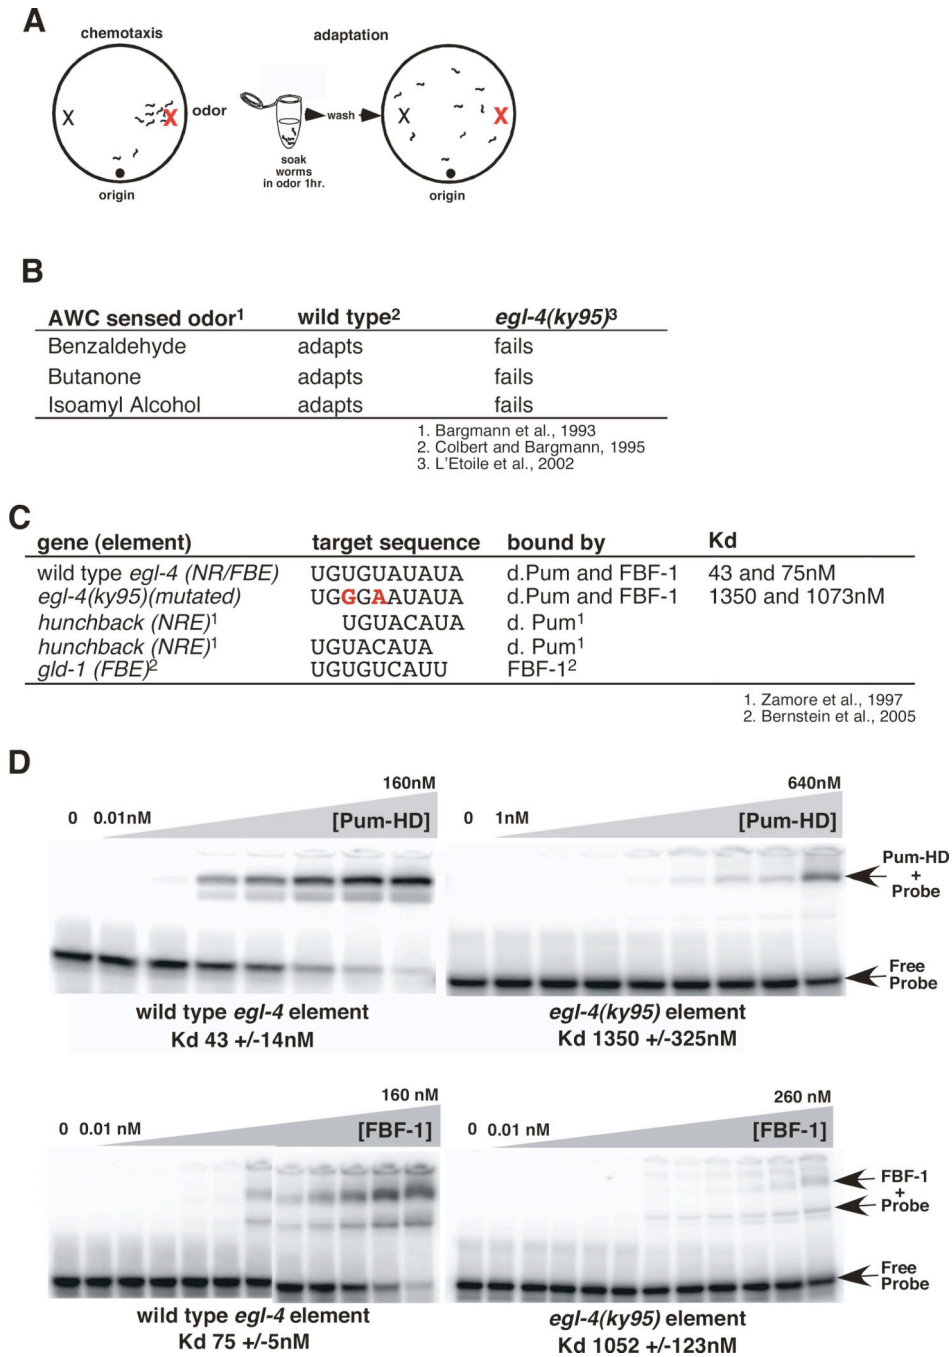 A
chemotaxis
adaptation
X
X
odor
wash
X
X
soak
worms
in odor 1hr.
origin
origin
B
AWC sensed odor1 wild type2 egl-4(ky95)3
Benzaldehyde adapts fails
Butanone adapts fails
Isoamyl Alcohol adapts fails
1. Bargmann et al., 1993
2. Colbert and Bargmann, 1995
3. L'Etoile et al., 2002
C
gene (element) target sequence bound by Kd
wild type egl-4 (NR/FBE) UGUGUAUAUA d.Pum and FBF-1 43 and 75nM
egl-4(ky95)(mutated) UGGGAAUAUA d.Pum and FBF-1 1350 and 1073nM
hunchback (NRE)1 UGUACAUA d. Pum1
hunchback (NRE)1 UGUACAUA d. Pum1
gld-1 (FBE)2 UGUGUCAUU FBF-12
1. Zamore et al., 1997
2. Bernstein et al., 2005
D
0 0.01nM 160nM
[Pum-HD]
0 1nM 640nM
[Pum-HD]
Pum-HD
+
Probe
Free
Probe
wild type egl-4 element
Kd 43 +/-14nM
egl-4(ky95) element
Kd 1350 +/-325nM
0 0.01 nM 160 nM
[FBF-1]
0 0.01 nM 260 nM
[FBF-1]
FBF-1
+
Probe
Free
Probe
wild type egl-4 element
Kd 75 +/-5nM
egl-4(ky95) element
Kd 1052 +/-123nM